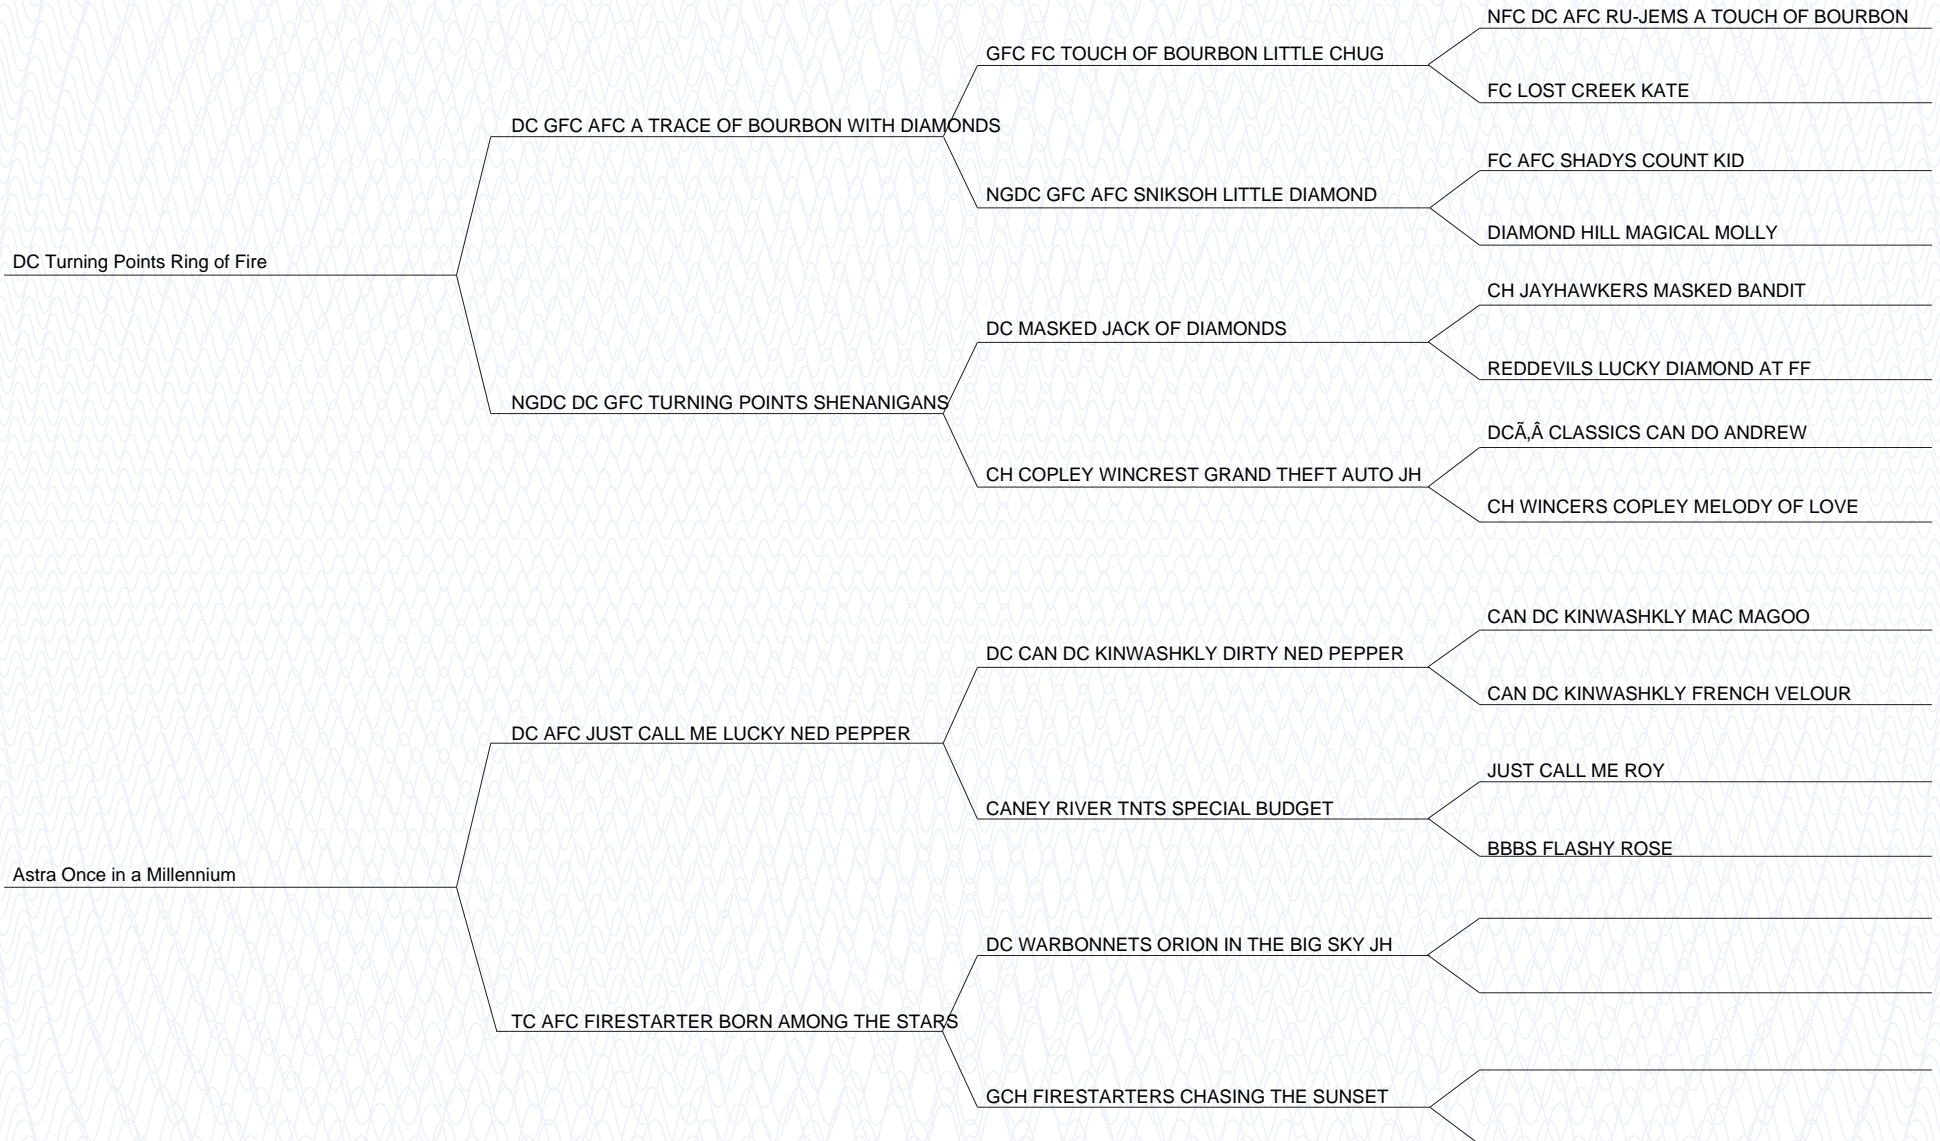 NFC DC AFC RU-JEMS A TOUCH OF BOURBON
GFC FC TOUCH OF BOURBON LITTLE CHUG
FC LOST CREEK KATE
DC GFC AFC A TRACE OF BOURBON WITH DIAMONDS
FC AFC SHADYS COUNT KID
NGDC GFC AFC SNIKSOH LITTLE DIAMOND
DIAMOND HILL MAGICAL MOLLY
DC Turning Points Ring of Fire
CH JAYHAWKERS MASKED BANDIT
DC MASKED JACK OF DIAMONDS
REDDEVILS LUCKY DIAMOND AT FF
NGDC DC GFC TURNING POINTS SHENANIGANS
DCÃ‚Â CLASSICS CAN DO ANDREW
CH COPLEY WINCREST GRAND THEFT AUTO JH
CH WINCERS COPLEY MELODY OF LOVE
CAN DC KINWASHKLY MAC MAGOO
DC CAN DC KINWASHKLY DIRTY NED PEPPER
CAN DC KINWASHKLY FRENCH VELOUR
DC AFC JUST CALL ME LUCKY NED PEPPER
JUST CALL ME ROY
CANEY RIVER TNTS SPECIAL BUDGET
BBBS FLASHY ROSE
Astra Once in a Millennium
DC WARBONNETS ORION IN THE BIG SKY JH
TC AFC FIRESTARTER BORN AMONG THE STARS
GCH FIRESTARTERS CHASING THE SUNSET